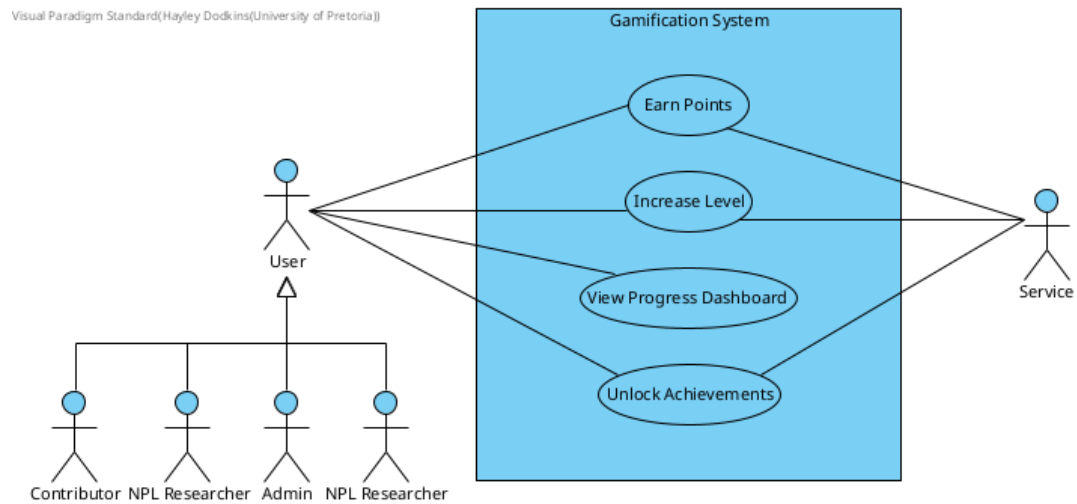 Visual Paradigm Standard(Hayley Dodkins(University of Pretoria))
Gamification System
Earn Points
Increase Level
User
View Progress Dashboard
Service
Unlock Achievements
Contributor
NPL Researcher
Admin
NPL Researcher